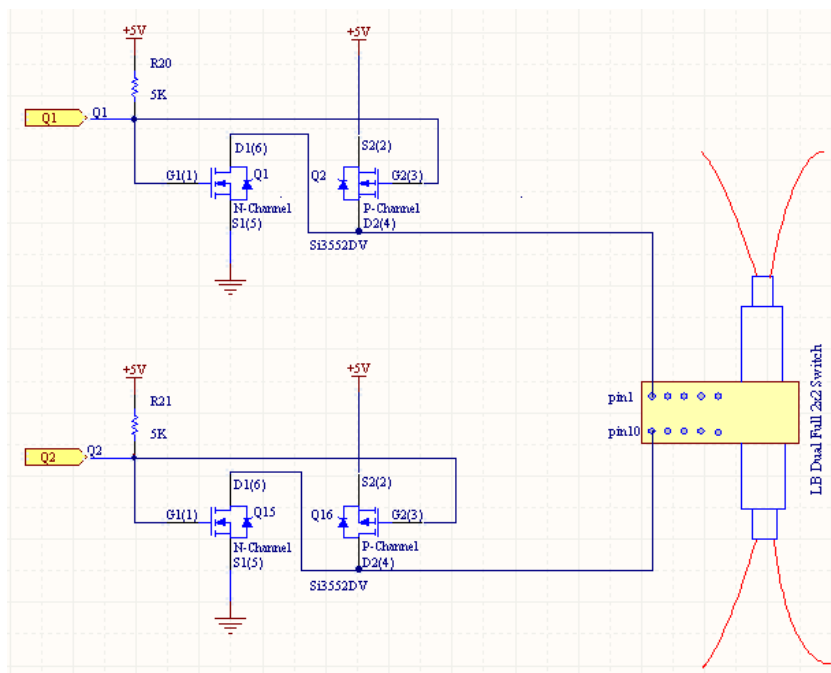 +5V
+5V
R20
5K
Q1
Q1
D1(6)
S2(2)
G1(1)
Q1
Q2
G2(3)
N-Channel
P-Channel
S1(5)
D2(4)
Si3552DV
+5V
+5V
R21
5K
Q2
Q2
D1(6)
S2(2)
G1(1)
Q15
Q16
G2(3)
N-Channel
P-Channel
S1(5)
D2(4)
Si3552DV
pin1
pin10
LB Dual Full 2x2 Switch